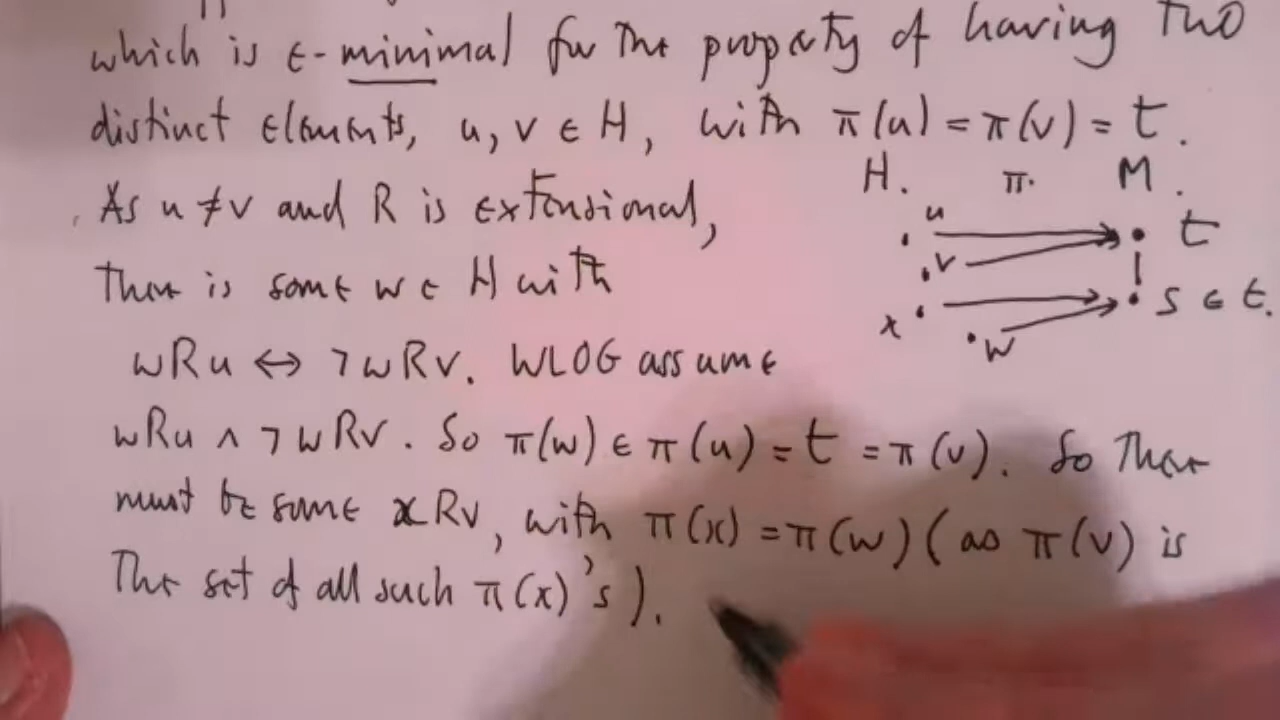 which is ϵ-minimal for the property of having two
distinct elements, u, v ∈ H, with π(u) = π(v) = t.
As u ≠ v and R is extensional,
There is some w ∈ H with
wRu ↔ ¬wRv. WLOG assume
wRu ∧ ¬wRv. So π(w) ∈ π(u) = t = π(v). So There
must be some xRv, with π(x) = π(w) (as π(v) is
The set of all such π(x)'s).
H. π. M.
u t
v
x s ∈ t.
w